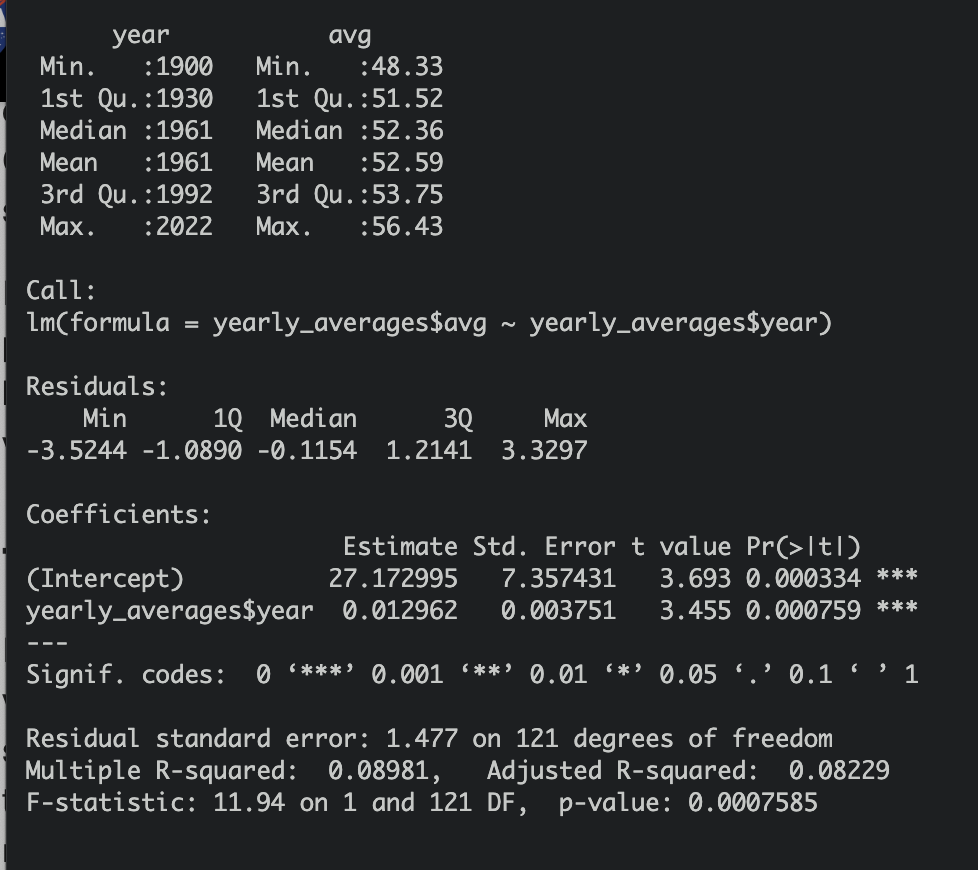 year avg
Min. :1900 Min. :48.33
1st Qu.:1930 1st Qu.:51.52
Median :1961 Median :52.36
Mean :1961 Mean :52.59
3rd Qu.:1992 3rd Qu.:53.75
Max. :2022 Max. :56.43
Call:
lm(formula = yearly_averages$avg ~ yearly_averages$year)
Residuals:
Min 1Q Median 3Q Max
-3.5244 -1.0890 -0.1154 1.2141 3.3297
Coefficients:
Estimate Std. Error t value Pr(>|t|)
(Intercept) 27.172995 7.357431 3.693 0.000334 ***
yearly_averages$year 0.012962 0.003751 3.455 0.000759 ***
---
Signif. codes: 0 ‘***’ 0.001 ‘**’ 0.01 ‘*’ 0.05 ‘.’ 0.1 ‘ ’ 1
Residual standard error: 1.477 on 121 degrees of freedom
Multiple R-squared: 0.08981, Adjusted R-squared: 0.08229
F-statistic: 11.94 on 1 and 121 DF, p-value: 0.0007585